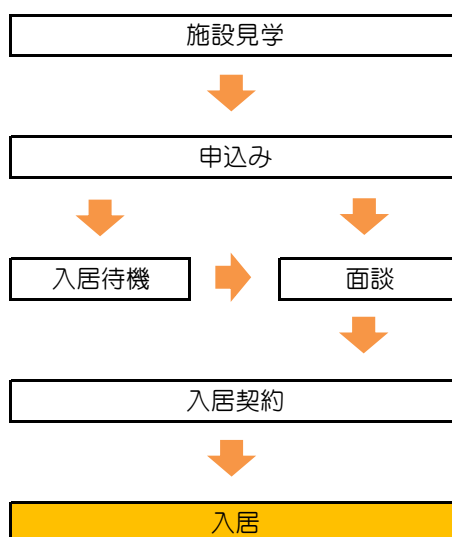 施設見学
申込み
入居待機
面談
入居契約
入居